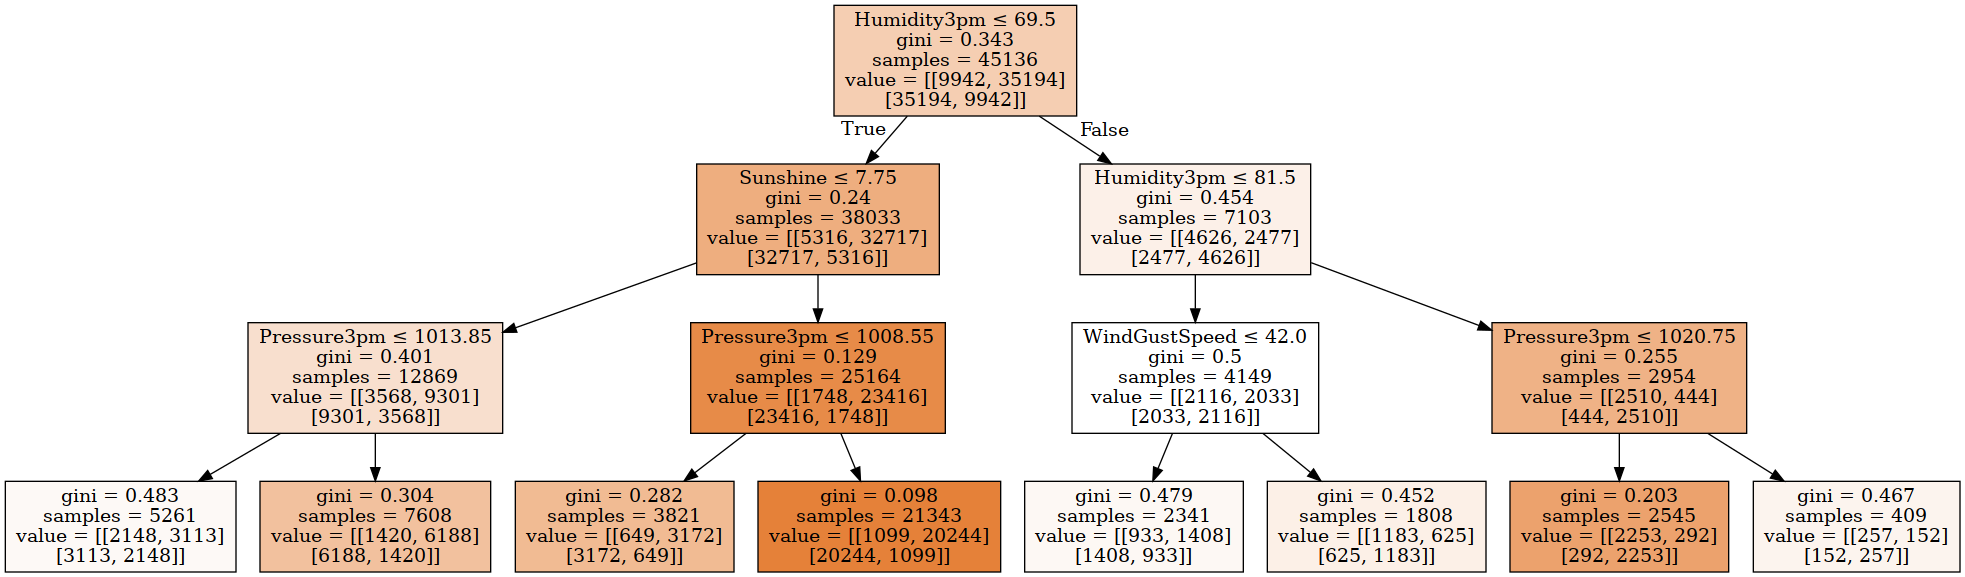 Humidity3pm ≤ 69.5
gini = 0.343
samples = 45136
value = [[9942, 35194]
[35194, 9942]]
True
False
Sunshine ≤ 7.75
gini = 0.24
samples = 38033
value = [[5316, 32717]
[32717, 5316]]
Humidity3pm ≤ 81.5
gini = 0.454
samples = 7103
value = [[4626, 2477]
[2477, 4626]]
Pressure3pm ≤ 1013.85
gini = 0.401
samples = 12869
value = [[3568, 9301]
[9301, 3568]]
Pressure3pm ≤ 1008.55
gini = 0.129
samples = 25164
value = [[1748, 23416]
[23416, 1748]]
WindGustSpeed ≤ 42.0
gini = 0.5
samples = 4149
value = [[2116, 2033]
[2033, 2116]]
Pressure3pm ≤ 1020.75
gini = 0.255
samples = 2954
value = [[2510, 444]
[444, 2510]]
gini = 0.483
samples = 5261
value = [[2148, 3113]
[3113, 2148]]
gini = 0.304
samples = 7608
value = [[1420, 6188]
[6188, 1420]]
gini = 0.282
samples = 3821
value = [[649, 3172]
[3172, 649]]
gini = 0.098
samples = 21343
value = [[1099, 20244]
[20244, 1099]]
gini = 0.479
samples = 2341
value = [[933, 1408]
[1408, 933]]
gini = 0.452
samples = 1808
value = [[1183, 625]
[625, 1183]]
gini = 0.203
samples = 2545
value = [[2253, 292]
[292, 2253]]
gini = 0.467
samples = 409
value = [[257, 152]
[152, 257]]